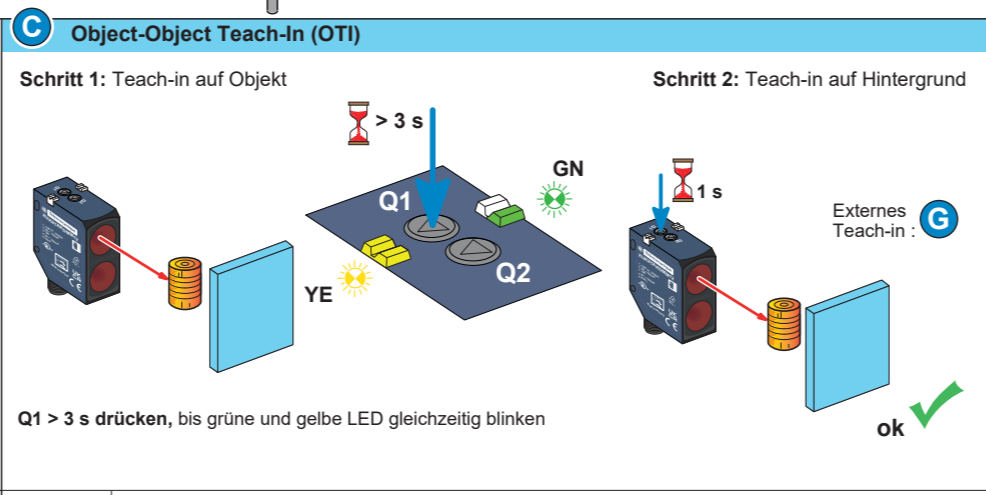 C
Object-Object Teach-In (OTI)
Schritt 1: Teach-in auf Objekt
Schritt 2: Teach-in auf Hintergrund
> 3 s
GN
Q1
1 s
Externes
Teach-in :
G
Q2
YE
Q1 > 3 s drücken, bis grüne und gelbe LED gleichzeitig blinken
ok